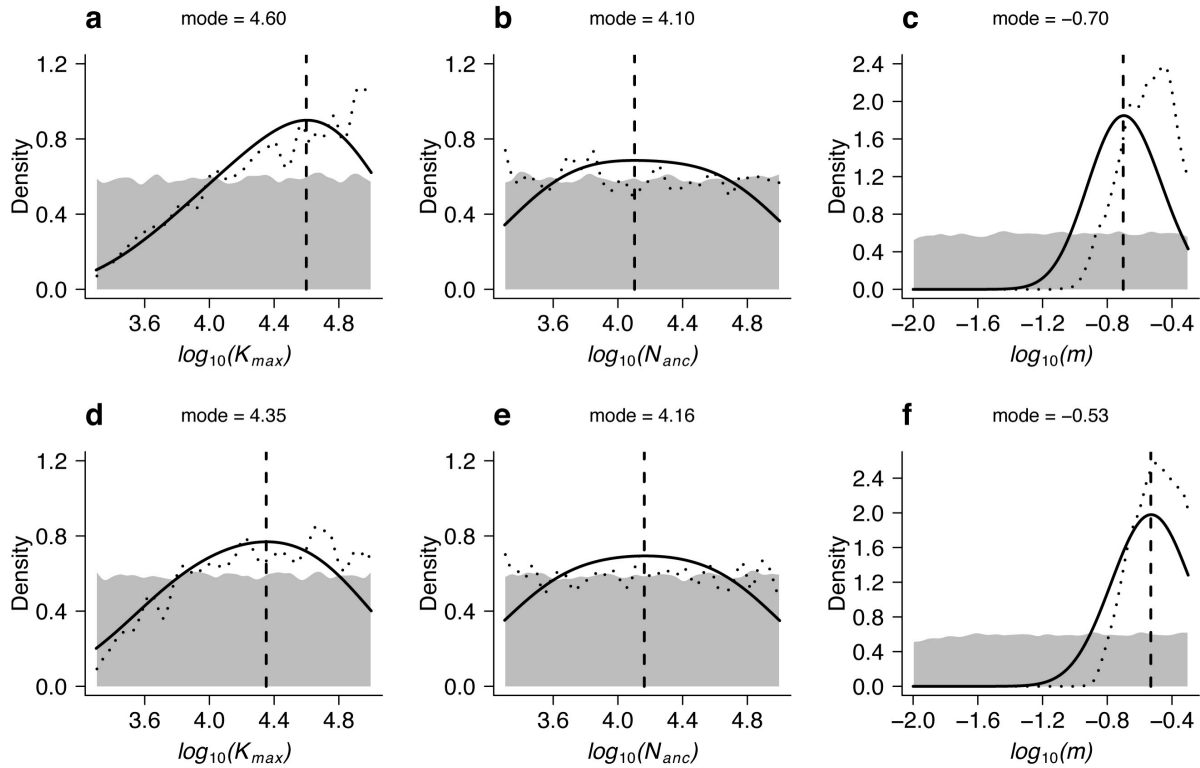 a
mode = 4.60
1.2
0.8
0.4
0.0
Density
3.6 4.0 4.4 4.8
log10(Kmax)
b
mode = 4.10
1.2
0.8
0.4
0.0
Density
3.6 4.0 4.4 4.8
log10(Nanc)
c
mode = −0.70
2.4
2.0
1.6
1.2
0.8
0.4
0.0
Density
−2.0 −1.6 −1.2 −0.8 −0.4
log10(m)
d
mode = 4.35
1.2
0.8
0.4
0.0
Density
3.6 4.0 4.4 4.8
log10(Kmax)
e
mode = 4.16
1.2
0.8
0.4
0.0
Density
3.6 4.0 4.4 4.8
log10(Nanc)
f
mode = −0.53
2.4
2.0
1.6
1.2
0.8
0.4
0.0
Density
−2.0 −1.6 −1.2 −0.8 −0.4
log10(m)